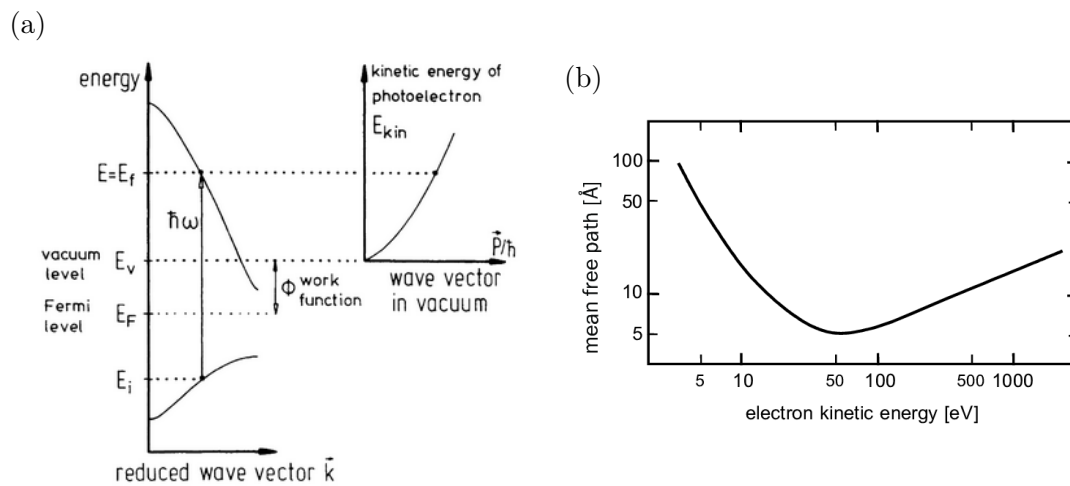 (a)
energy
E=E_f
ħω
vacuum
level
E_v
Fermi
level
E_F
Φ work
function
E_i
reduced wave vector k⃗
kinetic energy of
photoelectron
E_kin
P⃗/ħ
wave vector
in vacuum
(b)
mean free path [Å]
100
50
10
5
5
10
50
100
500
1000
electron kinetic energy [eV]